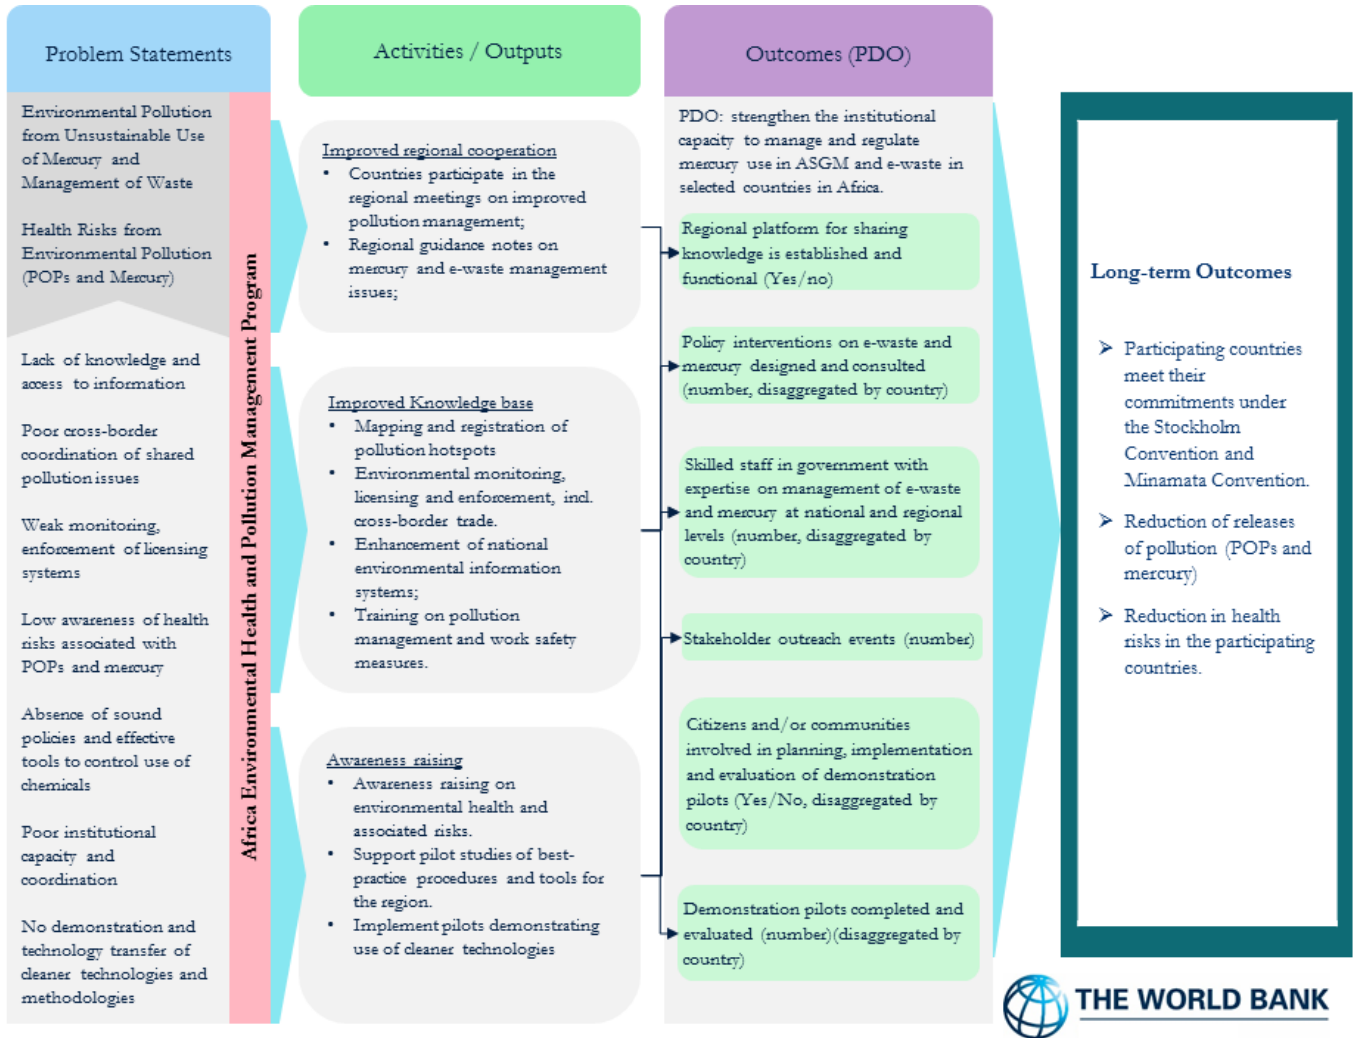 Problem Statements
Environmental Pollution
from Unsustainable Use
of Mercury and
Management of Waste
Health Risks from
Environmental Pollution
(POPs and Mercury)
Lack of knowledge and
access to information
Poor cross-border
coordination of shared
pollution issues
Weak monitoring,
enforcement of licensing
systems
Low awareness of health
risks associated with
POPs and mercury
Absence of sound
policies and effective
tools to control use of
chemicals
Poor institutional
capacity and
coordination
No demonstration and
technology transfer of
cleaner technologies and
methodologies
Africa Environmental Health and Pollution Management Program
Activities / Outputs
Improved regional cooperation
• Countries participate in the
regional meetings on improved
pollution management;
• Regional guidance notes on
mercury and e-waste management
issues;
Improved Knowledge base
• Mapping and registration of
pollution hotspots
• Environmental monitoring,
licensing and enforcement, incl.
cross-border trade.
• Enhancement of national
environmental information
systems;
• Training on pollution
management and work safety
measures.
Awareness raising
• Awareness raising on
environmental health and
associated risks.
• Support pilot studies of best-
practice procedures and tools for
the region.
• Implement pilots demonstrating
use of cleaner technologies
Outcomes (PDO)
PDO: strengthen the institutional
capacity to manage and regulate
mercury use in ASGM and e-waste in
selected countries in Africa.
Regional platform for sharing
knowledge is established and
functional (Yes/no)
Policy interventions on e-waste and
mercury designed and consulted
(number, disaggregated by country)
Skilled staff in government with
expertise on management of e-waste
and mercury at national and regional
levels (number, disaggregated by
country)
Stakeholder outreach events (number)
Citizens and/or communities
involved in planning, implementation
and evaluation of demonstration
pilots (Yes/No, disaggregated by
country)
Demonstration pilots completed and
evaluated (number)(disaggregated by
country)
Long-term Outcomes
➢ Participating countries
meet their
commitments under
the Stockholm
Convention and
Minamata Convention.
➢ Reduction of releases
of pollution (POPs and
mercury)
➢ Reduction in health
risks in the participating
countries.
THE WORLD BANK